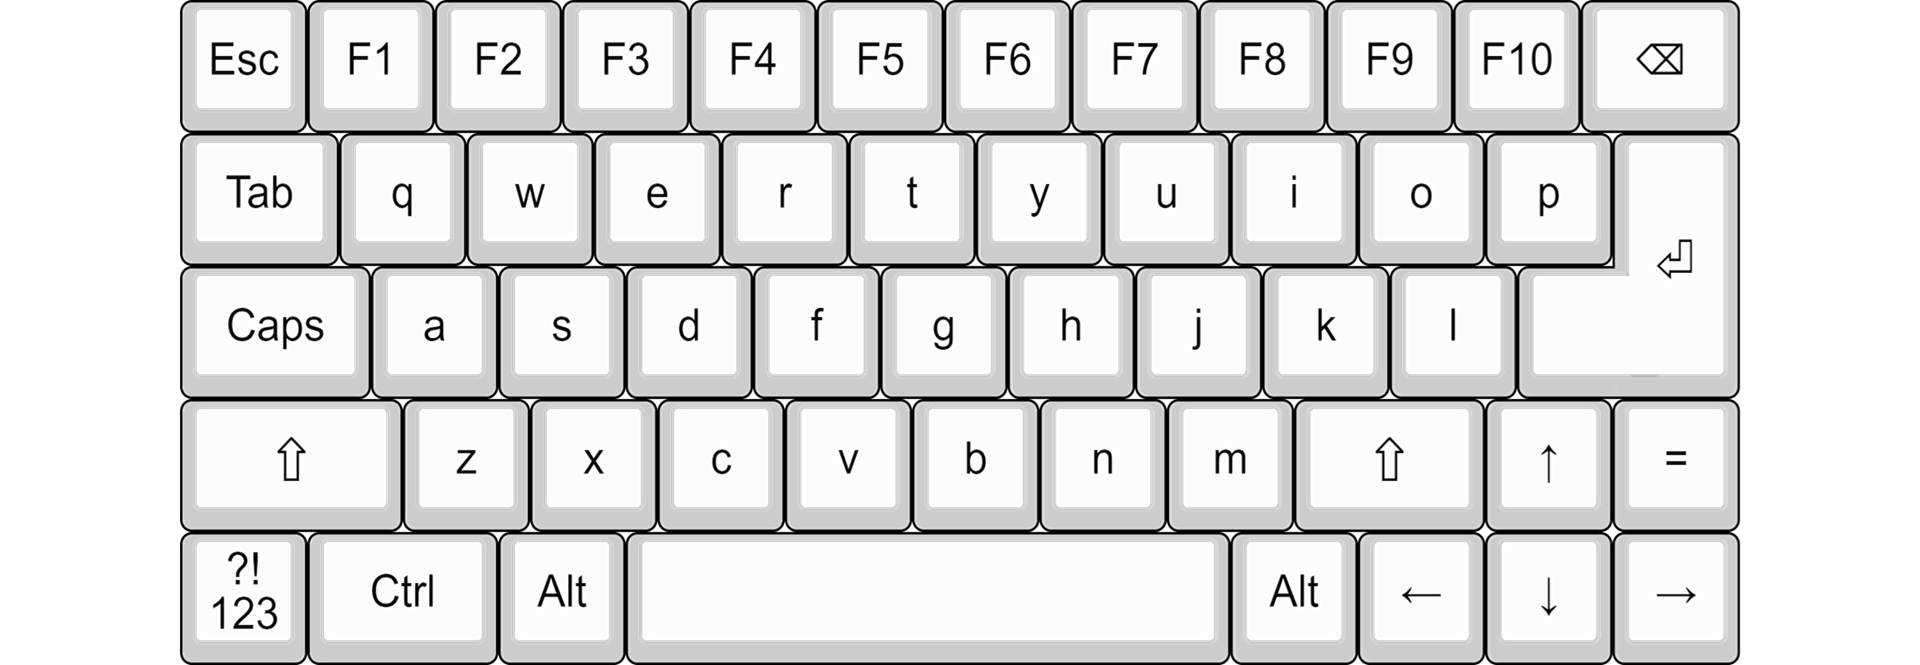 Esc F1 F2 F3 F4 F5 F6 F7 F8 F9 F10 ⌫
Tab q w e r t y u i o p
⏎
Caps a s d f g h j k l
⇧ z x c v b n m ⇧ ↑ =
?!
123 Ctrl Alt Alt ← ↓ →